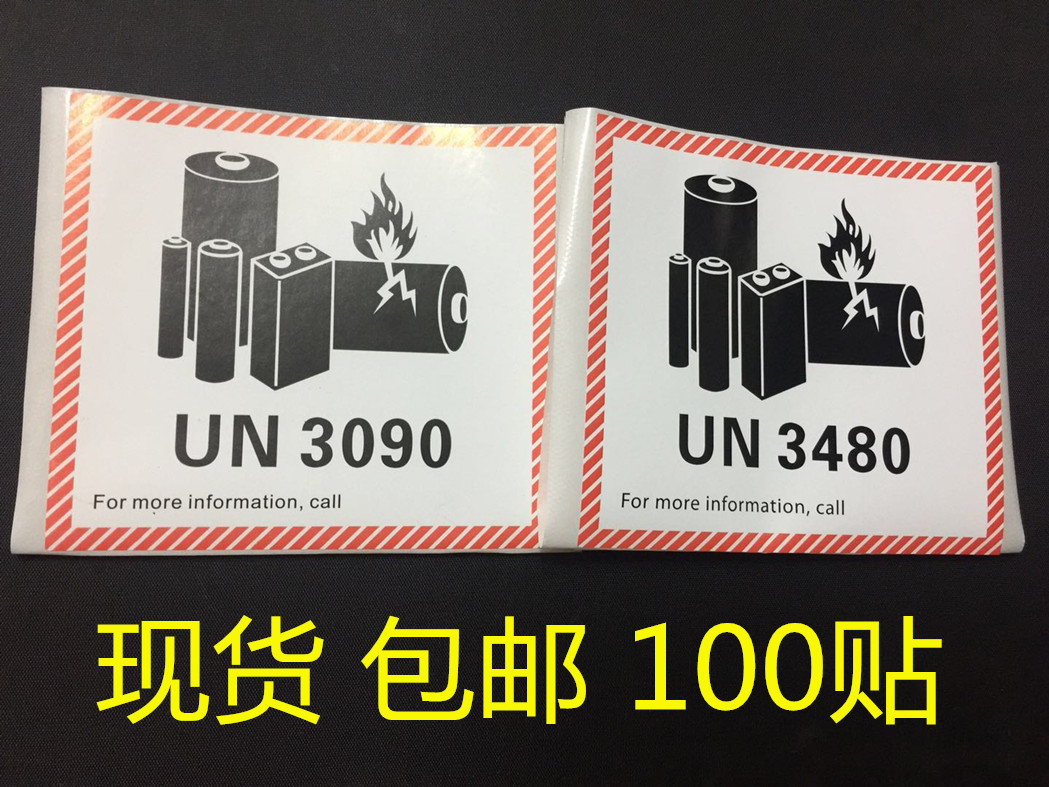 UN 3090
For more information, call
UN 3480
For more information, call
现货 包邮 100贴